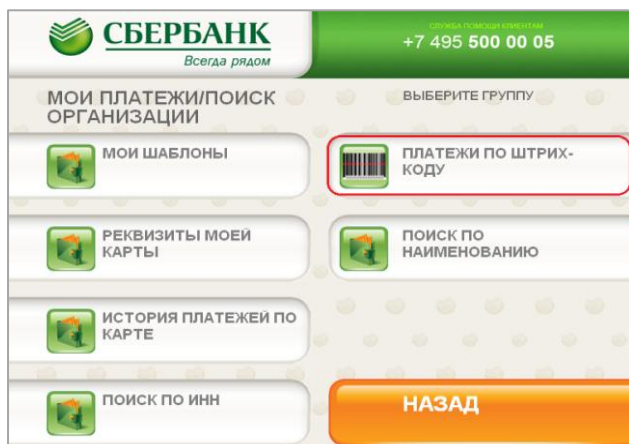 СБЕРБАНК
Всегда рядом
СЛУЖБА ПОМОЩИ КЛИЕНТАМ
+7 495 500 00 05
МОИ ПЛАТЕЖИ/ПОИСК
ОРГАНИЗАЦИИ
ВЫБЕРИТЕ ГРУППУ
МОИ ШАБЛОНЫ
ПЛАТЕЖИ ПО ШТРИХ-
КОДУ
РЕКВИЗИТЫ МОЕЙ
КАРТЫ
ПОИСК ПО
НАИМЕНОВАНИЮ
ИСТОРИЯ ПЛАТЕЖЕЙ ПО
КАРТЕ
ПОИСК ПО ИНН
НАЗАД